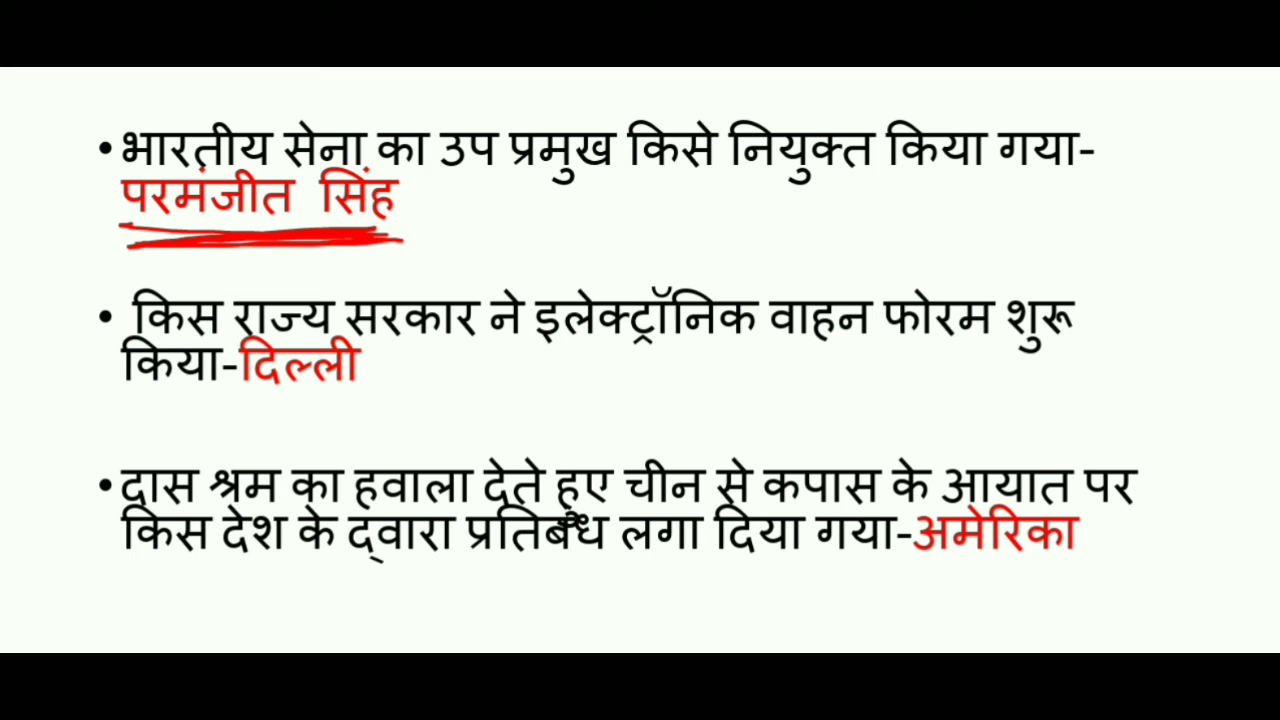 •भारतीय सेना का उप प्रमुख किसे नियुक्त किया गया-
परमजीत सिंह
• किस राज्य सरकार ने इलेक्ट्रॉनिक वाहन फोरम शुरू
किया-दिल्ली
•दास श्रम का हवाला देते हुए चीन से कपास के आयात पर
किस देश के द्वारा प्रतिबंध लगा दिया गया-अमेरिका